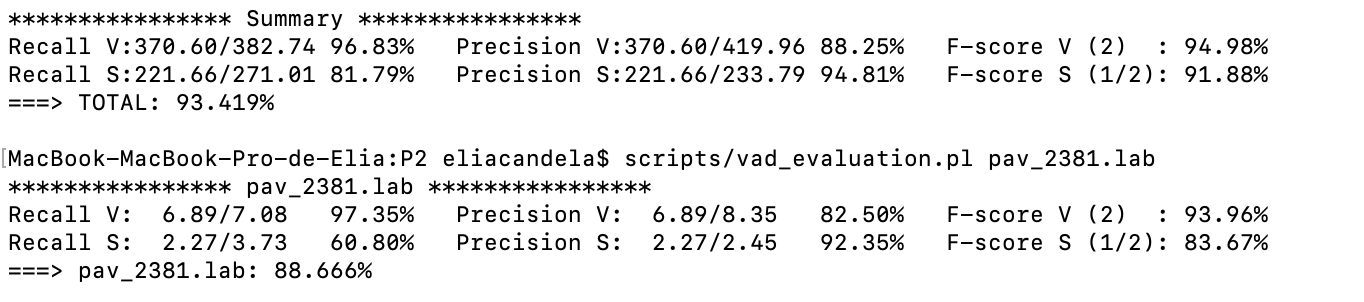 **************** Summary ****************
Recall V:370.60/382.74 96.83%   Precision V:370.60/419.96 88.25%   F-score V (2)  : 94.98%
Recall S:221.66/271.01 81.79%   Precision S:221.66/233.79 94.81%   F-score S (1/2): 91.88%
===> TOTAL: 93.419%
[MacBook-MacBook-Pro-de-Elia:P2 eliacandela$ scripts/vad_evaluation.pl pav_2381.lab
**************** pav_2381.lab ****************
Recall V:  6.89/7.08   97.35%   Precision V:  6.89/8.35   82.50%   F-score V (2)  : 93.96%
Recall S:  2.27/3.73   60.80%   Precision S:  2.27/2.45   92.35%   F-score S (1/2): 83.67%
===> pav_2381.lab: 88.666%